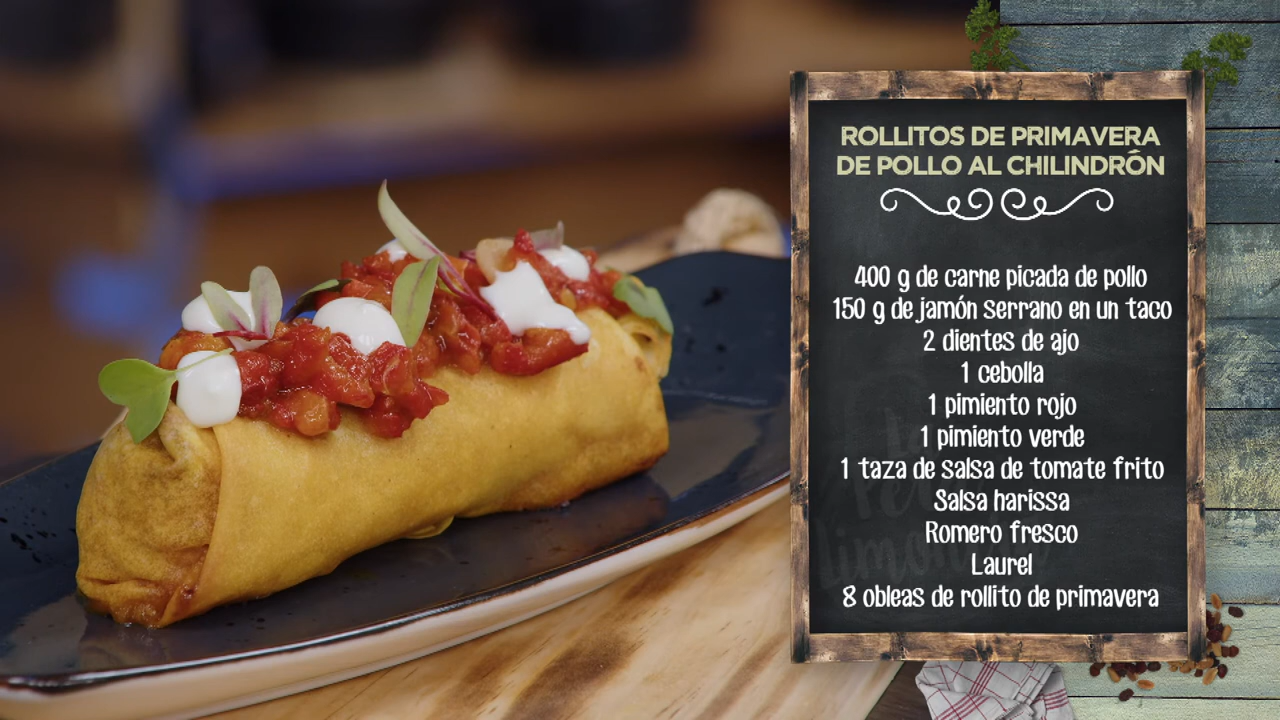 ROLLITOS DE PRIMAVERA
DE POLLO AL CHILINDRÓN
400 g de carne picada de pollo
150 g de jamón serrano en un taco
2 dientes de ajo
1 cebolla
1 pimiento rojo
1 pimiento verde
1 taza de salsa de tomate frito
Salsa harissa
Romero fresco
Laurel
8 obleas de rollito de primavera